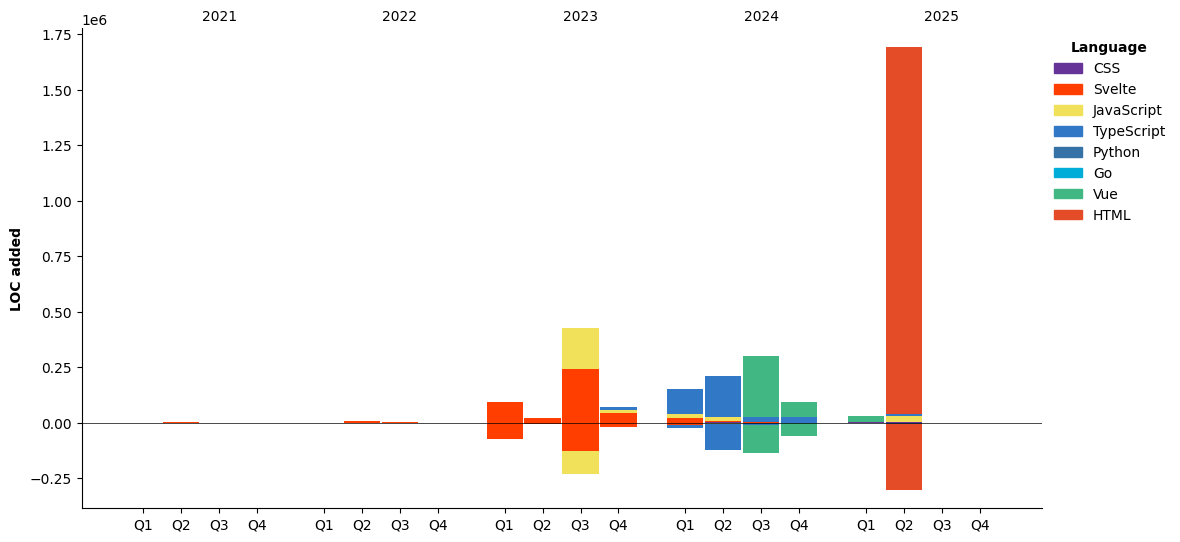 2021 2022 2023 2024 2025
1e6
1.75
1.50
1.25
1.00
0.75
0.50
0.25
0.00
−0.25
LOC added
Q1 Q2 Q3 Q4 Q1 Q2 Q3 Q4 Q1 Q2 Q3 Q4 Q1 Q2 Q3 Q4 Q1 Q2 Q3 Q4
Language
CSS
Svelte
JavaScript
TypeScript
Python
Go
Vue
HTML